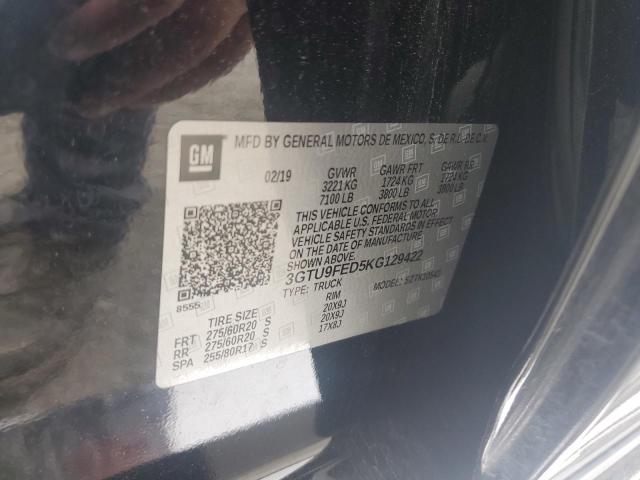 GM MFD BY GENERAL MOTORS DE MEXICO, S. DE R.L. DE C.V.
02/19 GVWR GAWR FRT GAWR RR
3221 KG 1724 KG 1724 KG
7100 LB 3800 LB 3800 LB
THIS VEHICLE CONFORMS TO ALL
APPLICABLE U.S. FEDERAL MOTOR
VEHICLE SAFETY STANDARDS IN EFFECT
ON THE DATE OF MANUFACTURE
SHOWN ABOVE.
3GTU9FED5KG129422
8555
TYPE: TRUCK MODEL:
TIRE SIZE RIM
FRT 275/60R20 S 20X9J
RR 275/60R20 S 20X9J
SPA 255/80R17 S 17X8J